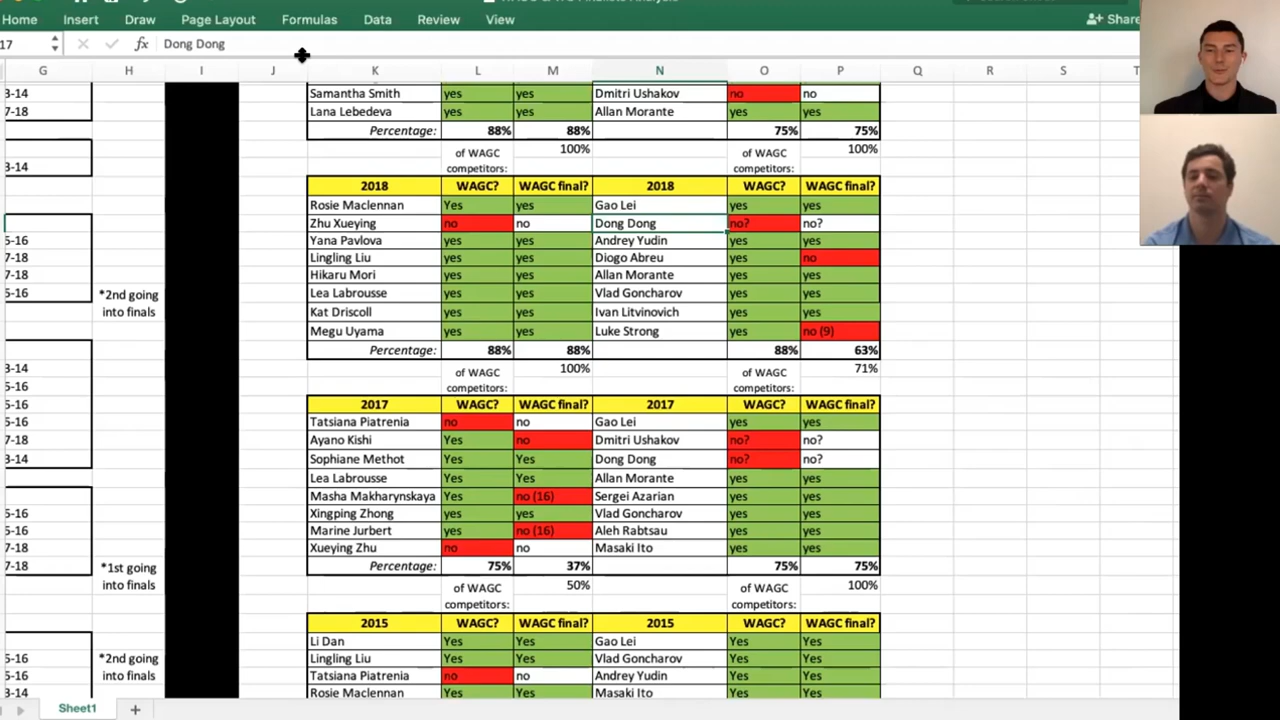 Home Insert Draw Page Layout Formulas Data Review View Share
17 fx Dong Dong
G H I J K L M N O P Q R S T
3-14 Samantha Smith yes yes Dmitri Ushakov no no
7-18 Lana Lebedeva yes yes Allan Morante yes yes
Percentage: 88% 88% 75% 75%
of WAGC 100% of WAGC 100%
3-14 competitors: competitors:
2018 WAGC? WAGC final? 2018 WAGC? WAGC final?
Rosie Maclennan Yes yes Gao Lei yes yes
Zhu Xueying no no Dong Dong no? no?
5-16 Yana Pavlova yes yes Andrey Yudin yes yes
7-18 Lingling Liu yes yes Diogo Abreu yes no
7-18 Hikaru Mori yes yes Allan Morante yes yes
5-16 *2nd going Lea Labrousse yes yes Vlad Goncharov yes yes
into finals Kat Driscoll yes yes Ivan Litvinovich yes yes
Megu Uyama yes yes Luke Strong yes no (9)
Percentage: 88% 88% 88% 63%
3-14 of WAGC 100% of WAGC 71%
5-16 competitors: competitors:
5-16 2017 WAGC? WAGC final? 2017 WAGC? WAGC final?
5-16 Tatsiana Piatrenia no no Gao Lei yes yes
7-18 Ayano Kishi Yes no Dmitri Ushakov no? no?
3-14 Sophiane Methot Yes Yes Dong Dong no? no?
Lea Labrousse Yes Yes Allan Morante yes yes
5-16 Masha Makharynskaya Yes no (16) Sergei Azarian yes yes
5-16 Xingping Zhong yes yes Vlad Goncharov yes yes
5-16 Marine Jurbert yes no (16) Aleh Rabtsau yes yes
7-18 Xueying Zhu no no Masaki Ito yes yes
7-18 *1st going Percentage: 75% 37% 75% 75%
into finals of WAGC 50% of WAGC 100%
competitors: competitors:
2015 WAGC? WAGC final? 2015 WAGC? WAGC final?
Li Dan Yes Yes Gao Lei Yes Yes
5-16 *2nd going Lingling Liu Yes Yes Vlad Goncharov Yes Yes
5-16 into finals Tatsiana Piatrenia no no Andrey Yudin Yes Yes
3-14 Rosie Maclennan Yes Yes Masaki Ito Yes Yes
Sheet1